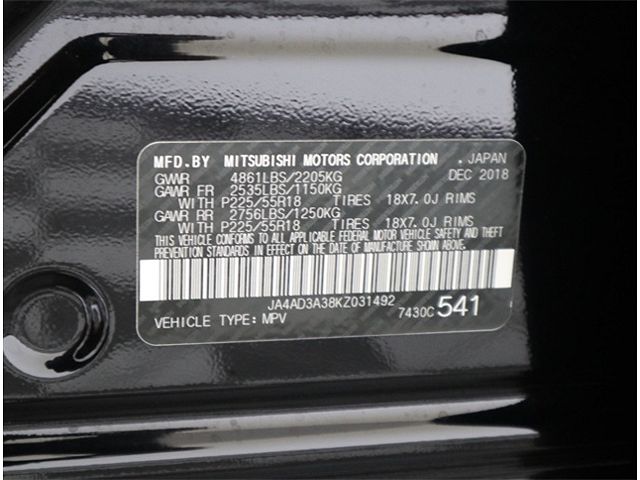 MFD.BY MITSUBISHI MOTORS CORPORATION . JAPAN
GVWR 4861LBS/2205KG DEC 2018
GAWR FR 2535LBS/1150KG
WITH P225/55R18 TIRES 18X7.0J RIMS
GAWR RR 2756LBS/1250KG
WITH P225/55R18 TIRES 18X7.0J RIMS
THIS VEHICLE CONFORMS TO ALL APPLICABLE FEDERAL MOTOR VEHICLE SAFETY AND THEFT
PREVENTION STANDARDS IN EFFECT ON THE DATE OF MANUFACTURE SHOWN ABOVE.
JA4AD3A38KZ031492
VEHICLE TYPE:MPV 7430C 541